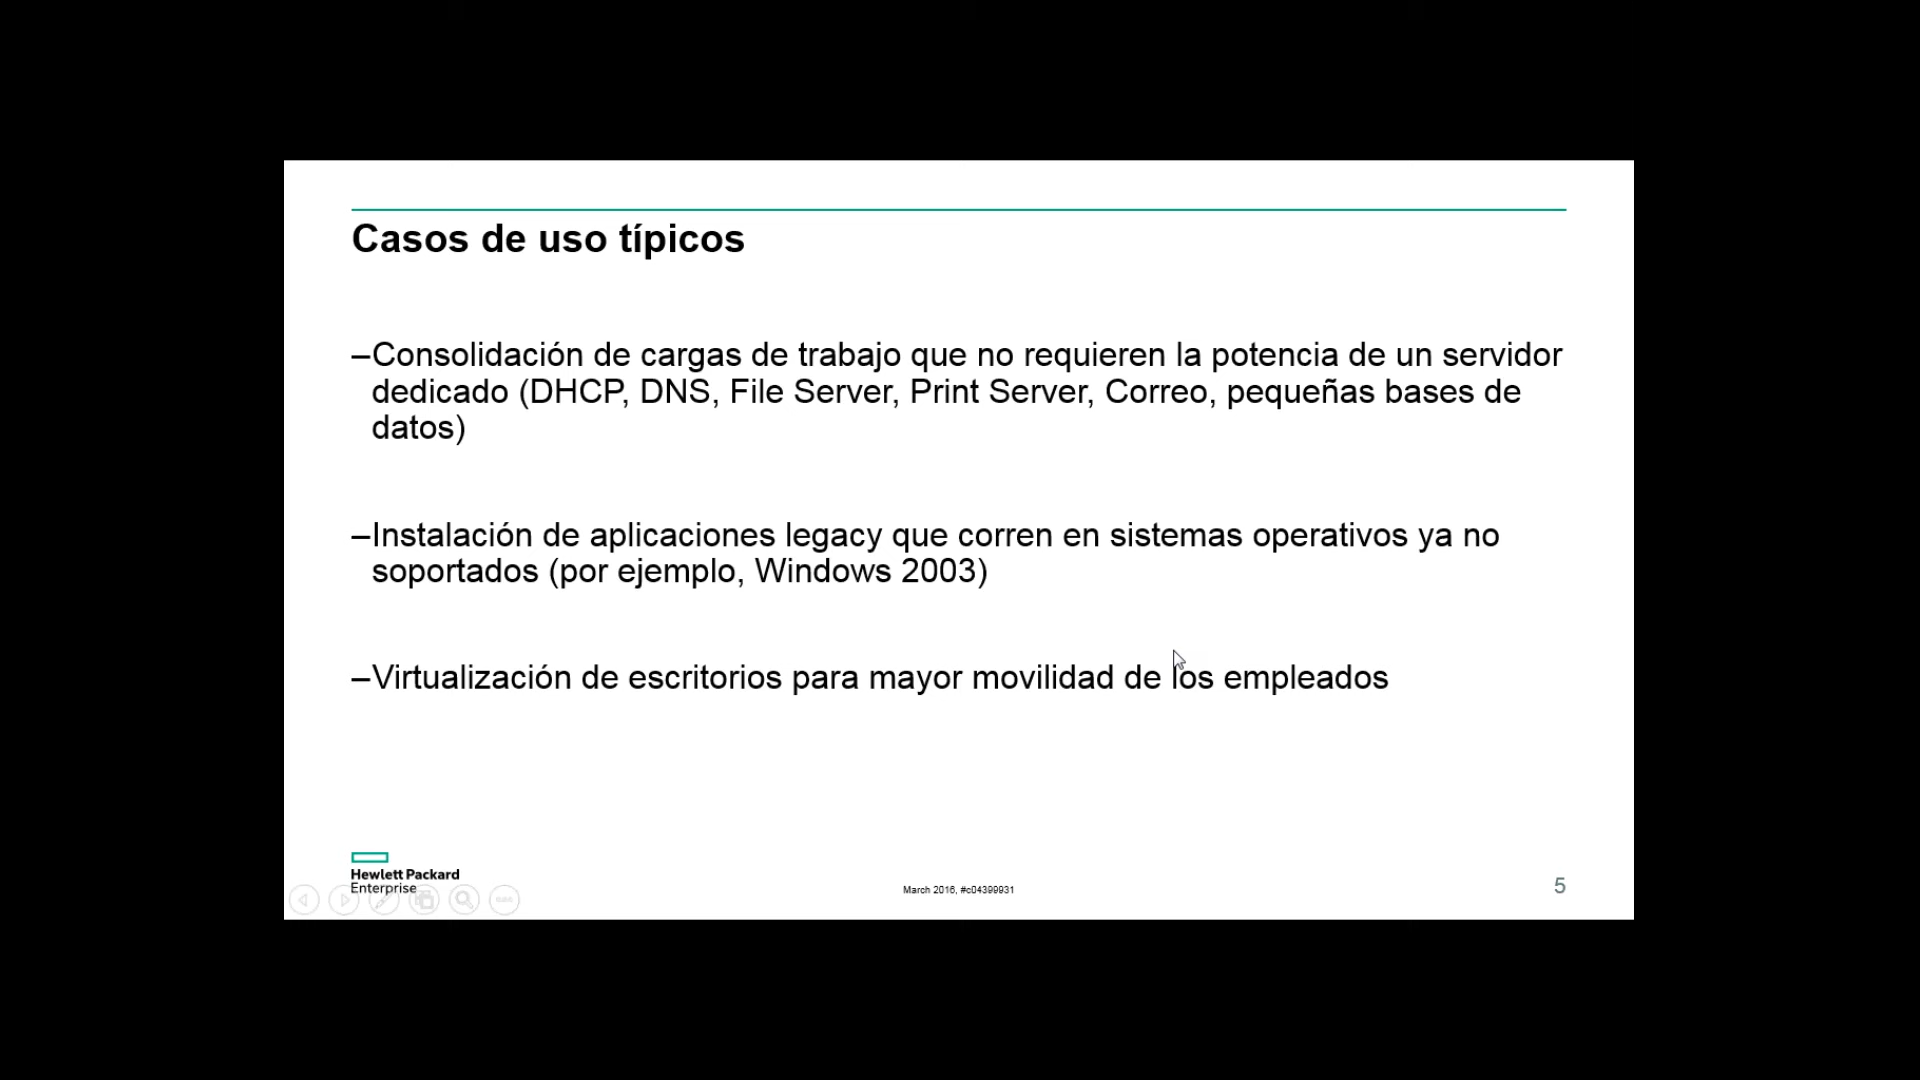 Casos de uso típicos
–Consolidación de cargas de trabajo que no requieren la potencia de un servidor
dedicado (DHCP, DNS, File Server, Print Server, Correo, pequeñas bases de
datos)
–Instalación de aplicaciones legacy que corren en sistemas operativos ya no
soportados (por ejemplo, Windows 2003)
–Virtualización de escritorios para mayor movilidad de los empleados
Hewlett Packard
Enterprise
March 2016, #c04399931
5